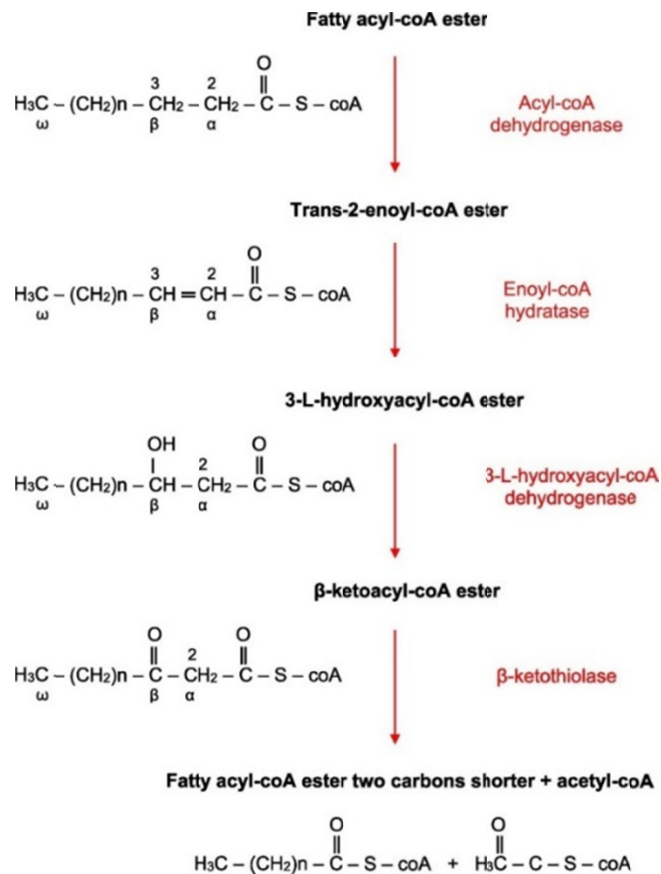 Fatty acyl-coA ester
O
3 2 ||
H₃C – (CH₂)n – CH₂ – CH₂ – C – S – coA
ω β α
Acyl-coA
dehydrogenase
Trans-2-enoyl-coA ester
O
3 2 ||
H₃C – (CH₂)n – CH = CH – C – S – coA
ω β α
Enoyl-coA
hydratase
3-L-hydroxyacyl-coA ester
OH O
| 2 ||
H₃C – (CH₂)n – CH – CH₂ – C – S – coA
ω β α
3-L-hydroxyacyl-coA
dehydrogenase
β-ketoacyl-coA ester
O O
|| 2 ||
H₃C – (CH₂)n – C – CH₂ – C – S – coA
ω β α
β-ketothiolase
Fatty acyl-coA ester two carbons shorter + acetyl-coA
O O
|| ||
H₃C – (CH₂)n – C – S – coA + H₃C – C – S – coA